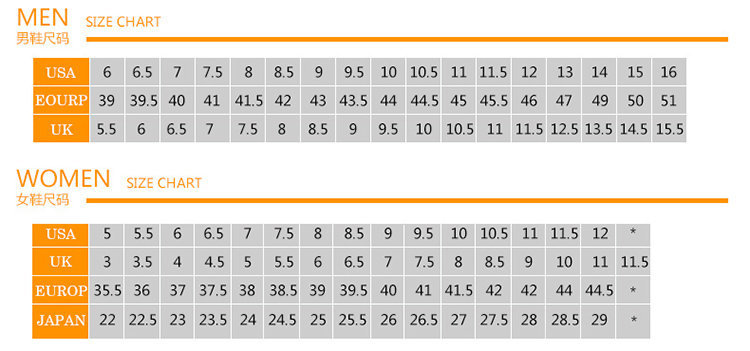 MEN SIZE CHART
男鞋尺码
USA 6 6.5 7 7.5 8 8.5 9 9.5 10 10.5 11 11.5 12 13 14 15 16
EOURP 39 39.5 40 41 41.5 42 43 43.5 44 44.5 45 45.5 46 47 49 50 51
UK 5.5 6 6.5 7 7.5 8 8.5 9 9.5 10 10.5 11 11.5 12.5 13.5 14.5 15.5
WOMEN SIZE CHART
女鞋尺码
USA 5 5.5 6 6.5 7 7.5 8 8.5 9 9.5 10 10.5 11 11.5 12 *
UK 3 3.5 4 4.5 5 5.5 6 6.5 7 7.5 8 8.5 9 10 11 11.5
EUROP 35.5 36 37 37.5 38 38.5 39 39.5 40 41 41.5 42 42 44 44.5 *
JAPAN 22 22.5 23 23.5 24 24.5 25 25.5 26 26.5 27 27.5 28 28.5 29 *